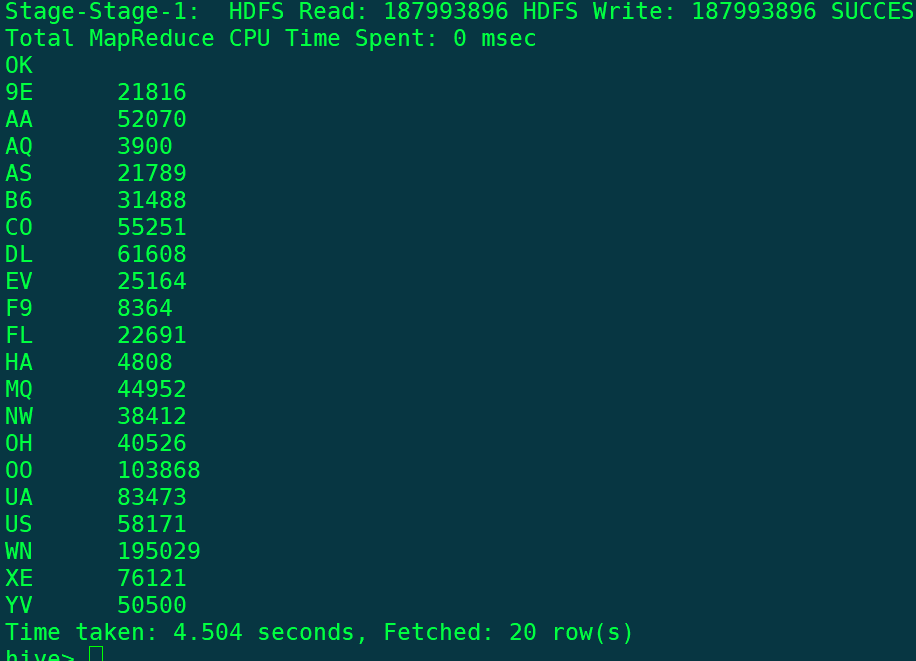 Stage-Stage-1:  HDFS Read: 187993896 HDFS Write: 187993896 SUCCES
Total MapReduce CPU Time Spent: 0 msec
OK
9E	21816
AA	52070
AQ	3900
AS	21789
B6	31488
CO	55251
DL	61608
EV	25164
F9	8364
FL	22691
HA	4808
MQ	44952
NW	38412
OH	40526
OO	103868
UA	83473
US	58171
WN	195029
XE	76121
YV	50500
Time taken: 4.504 seconds, Fetched: 20 row(s)
hive>